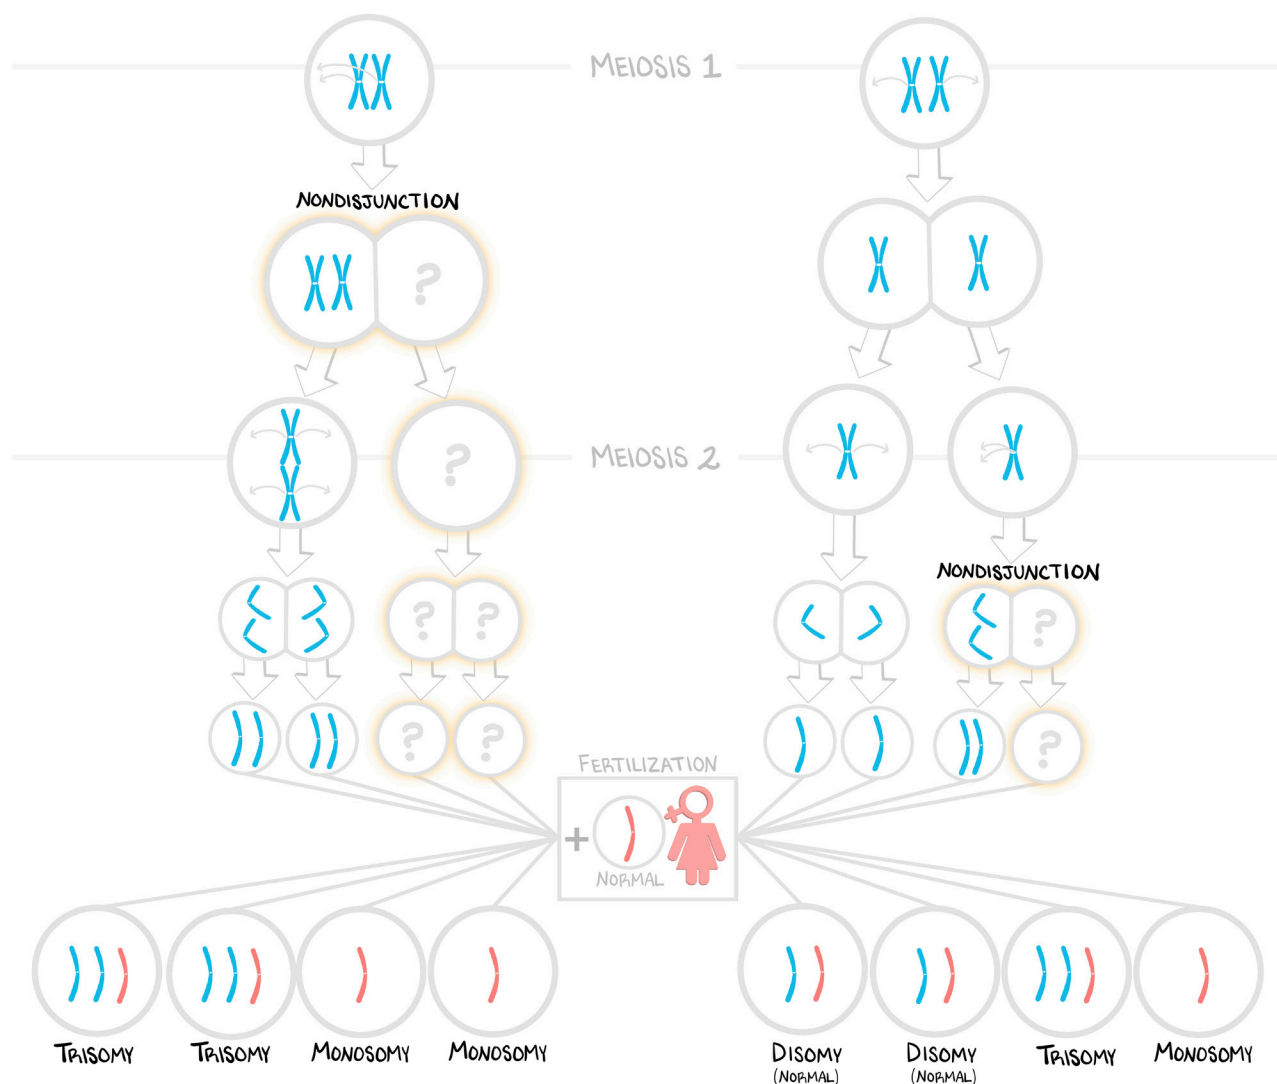 MEIOSIS 1
NONDISJUNCTION
?
MEIOSIS 2
?
NONDISJUNCTION
? ?
?
? ?
?
FERTILIZATION
+
NORMAL
TRISOMY
TRISOMY
MONOSOMY
MONOSOMY
DISOMY
(NORMAL)
DISOMY
(NORMAL)
TRISOMY
MONOSOMY